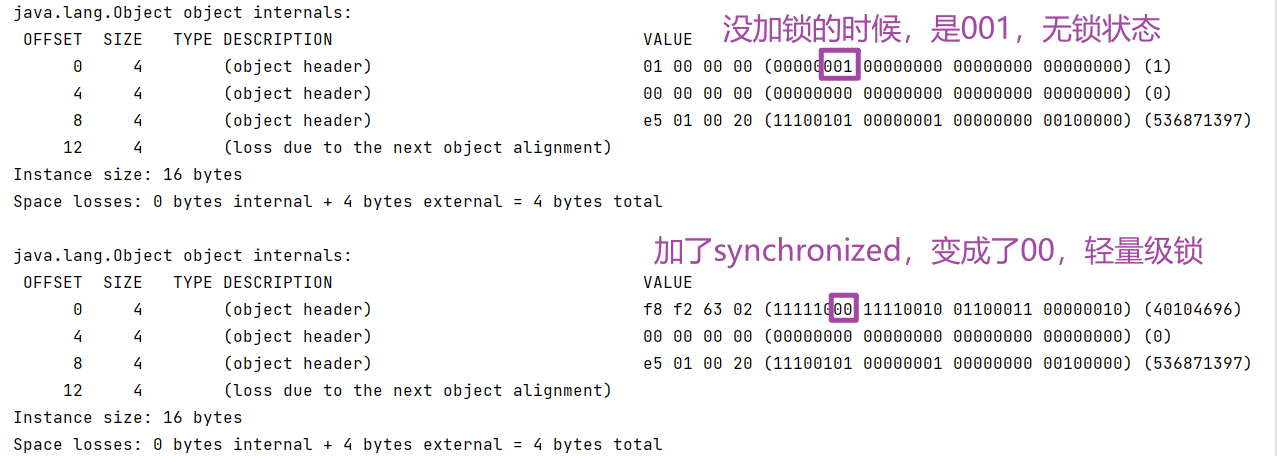 java.lang.Object object internals:
OFFSET SIZE TYPE DESCRIPTION VALUE 没加锁的时候，是001，无锁状态
0 4 (object header) 01 00 00 00 (00000001 00000000 00000000 00000000) (1)
4 4 (object header) 00 00 00 00 (00000000 00000000 00000000 00000000) (0)
8 4 (object header) e5 01 00 20 (11100101 00000001 00000000 00100000) (536871397)
12 4 (loss due to the next object alignment)
Instance size: 16 bytes
Space losses: 0 bytes internal + 4 bytes external = 4 bytes total
java.lang.Object object internals: 加了synchronized，变成了00，轻量级锁
OFFSET SIZE TYPE DESCRIPTION VALUE
0 4 (object header) f8 f2 63 02 (11111000 11110010 01100011 00000010) (40104696)
4 4 (object header) 00 00 00 00 (00000000 00000000 00000000 00000000) (0)
8 4 (object header) e5 01 00 20 (11100101 00000001 00000000 00100000) (536871397)
12 4 (loss due to the next object alignment)
Instance size: 16 bytes
Space losses: 0 bytes internal + 4 bytes external = 4 bytes total